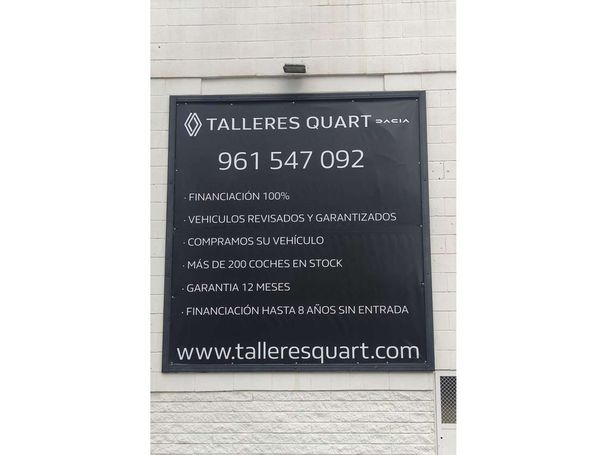 TALLERES QUART DACIA
961 547 092
· FINANCIACIÓN 100%
· VEHICULOS REVISADOS Y GARANTIZADOS
· COMPRAMOS SU VEHÍCULO
· MÁS DE 200 COCHES EN STOCK
· GARANTIA 12 MESES
· FINANCIACIÓN HASTA 8 AÑOS SIN ENTRADA
www.talleresquart.com